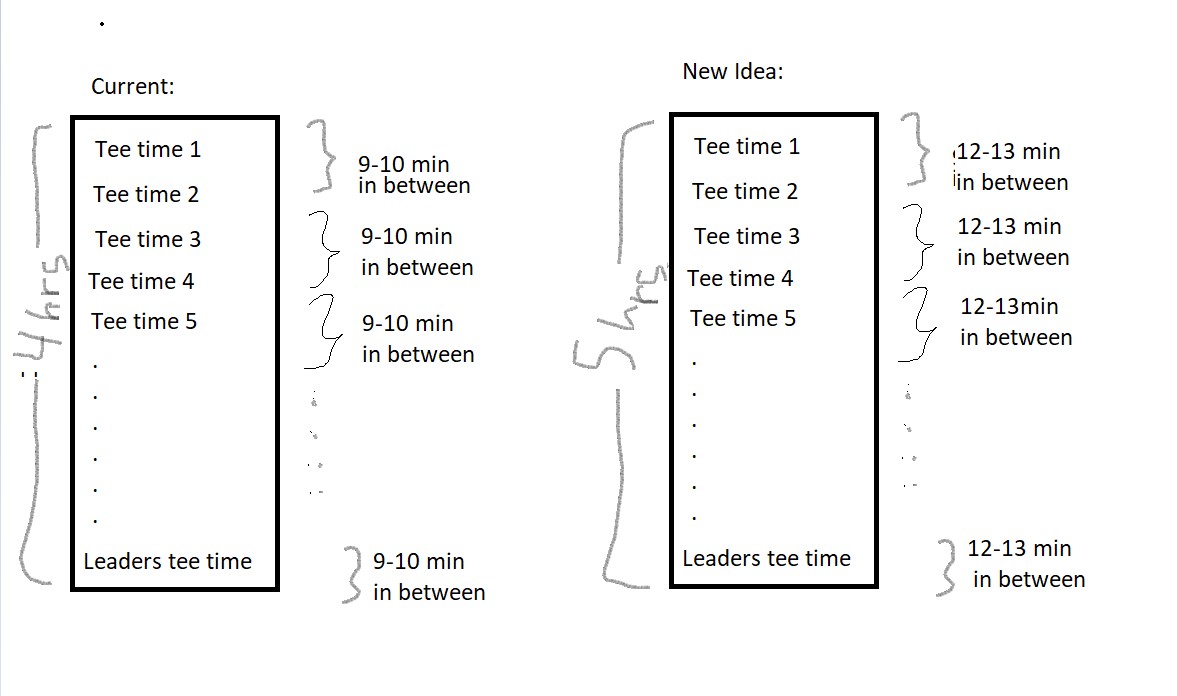 Current:
Tee time 1
Tee time 2
Tee time 3
Tee time 4
Tee time 5
.
.
.
.
.
.
Leaders tee time
4 hrs
9-10 min
in between
9-10 min
in between
9-10 min
in between
9-10 min
in between
New Idea:
Tee time 1
Tee time 2
Tee time 3
Tee time 4
Tee time 5
.
.
.
.
.
.
Leaders tee time
5 hrs
12-13 min
in between
12-13 min
in between
12-13min
in between
12-13 min
in between